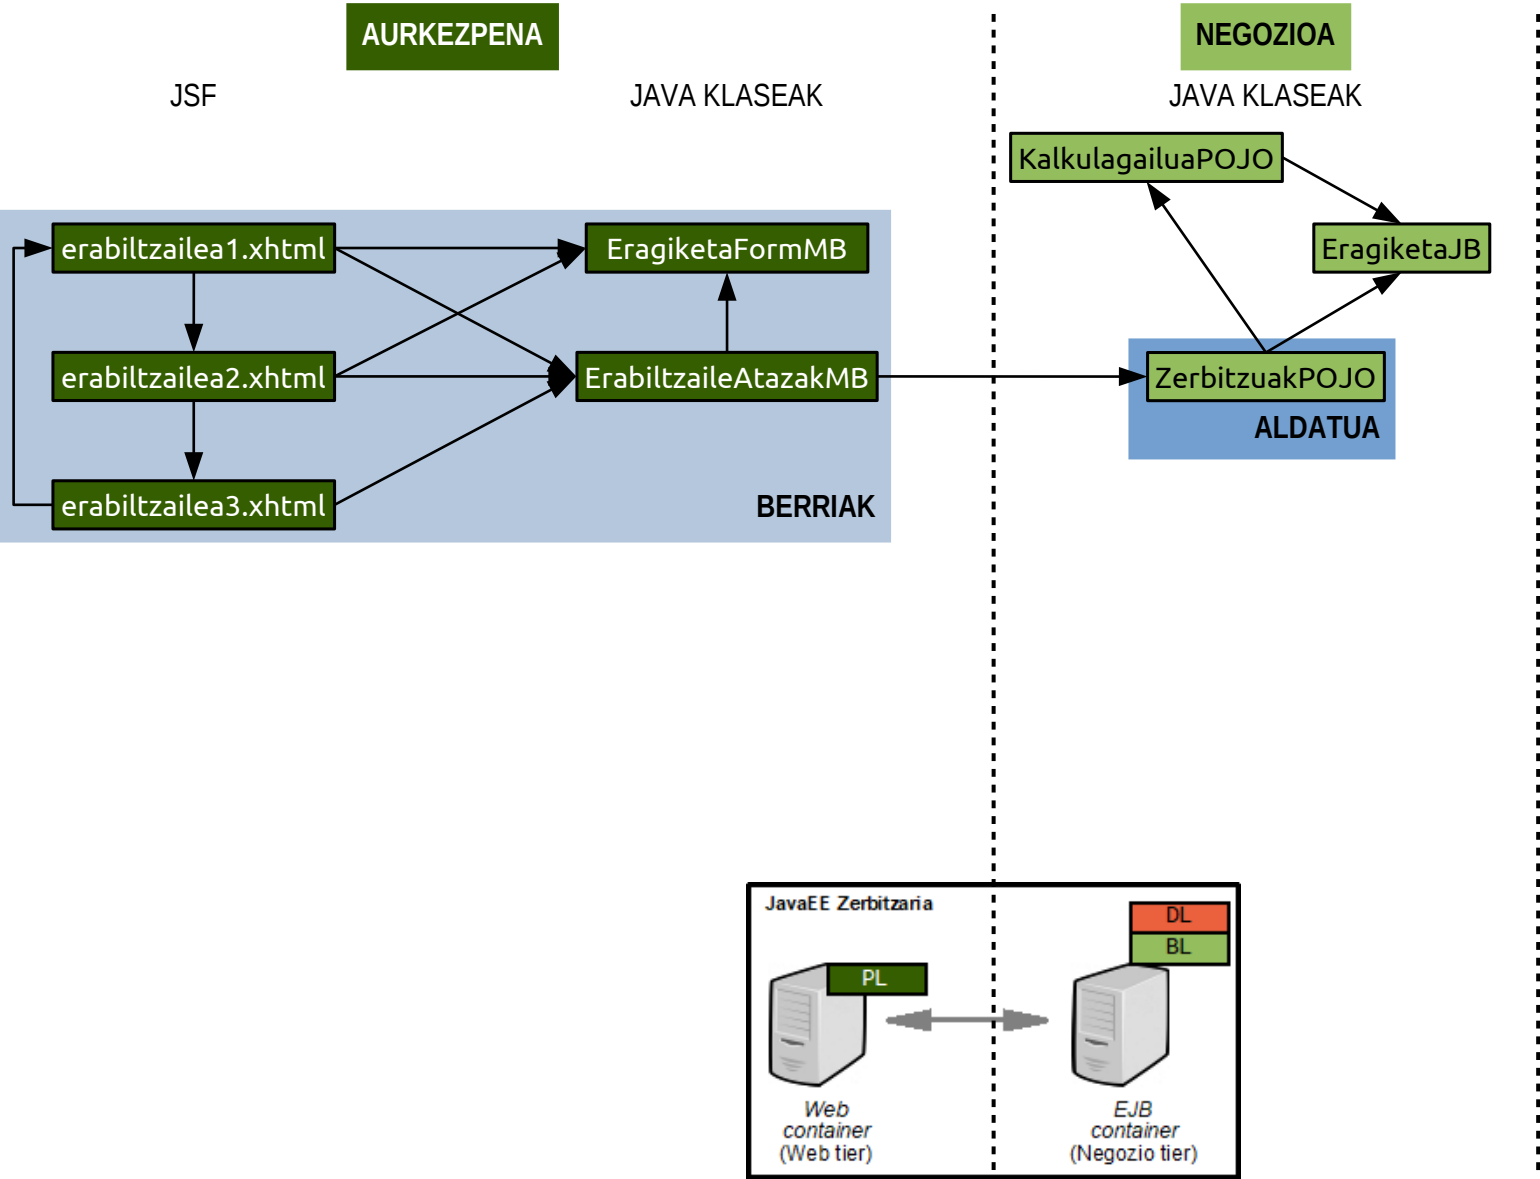 AURKEZPENA
NEGOZIOA
JSF
JAVA KLASEAK
JAVA KLASEAK
KalkulagailuaPOJO
erabiltzailea1.xhtml
EragiketaFormMB
EragiketaJB
erabiltzailea2.xhtml
ErabiltzaileAtazakMB
ZerbitzuakPOJO
ALDATUA
erabiltzailea3.xhtml
BERRIAK
JavaEE Zerbitzaria
DL
BL
PL
Web
container
(Web tier)
EJB
container
(Negozio tier)